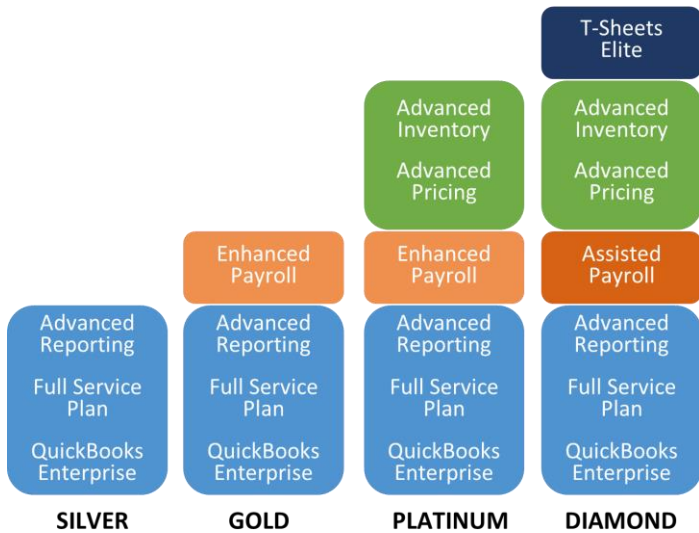 T-Sheets
Elite
Advanced
Inventory
Advanced
Pricing
Advanced
Inventory
Advanced
Pricing
Enhanced
Payroll
Enhanced
Payroll
Assisted
Payroll
Advanced
Reporting
Full Service
Plan
QuickBooks
Enterprise
Advanced
Reporting
Full Service
Plan
QuickBooks
Enterprise
Advanced
Reporting
Full Service
Plan
QuickBooks
Enterprise
Advanced
Reporting
Full Service
Plan
QuickBooks
Enterprise
SILVER
GOLD
PLATINUM
DIAMOND